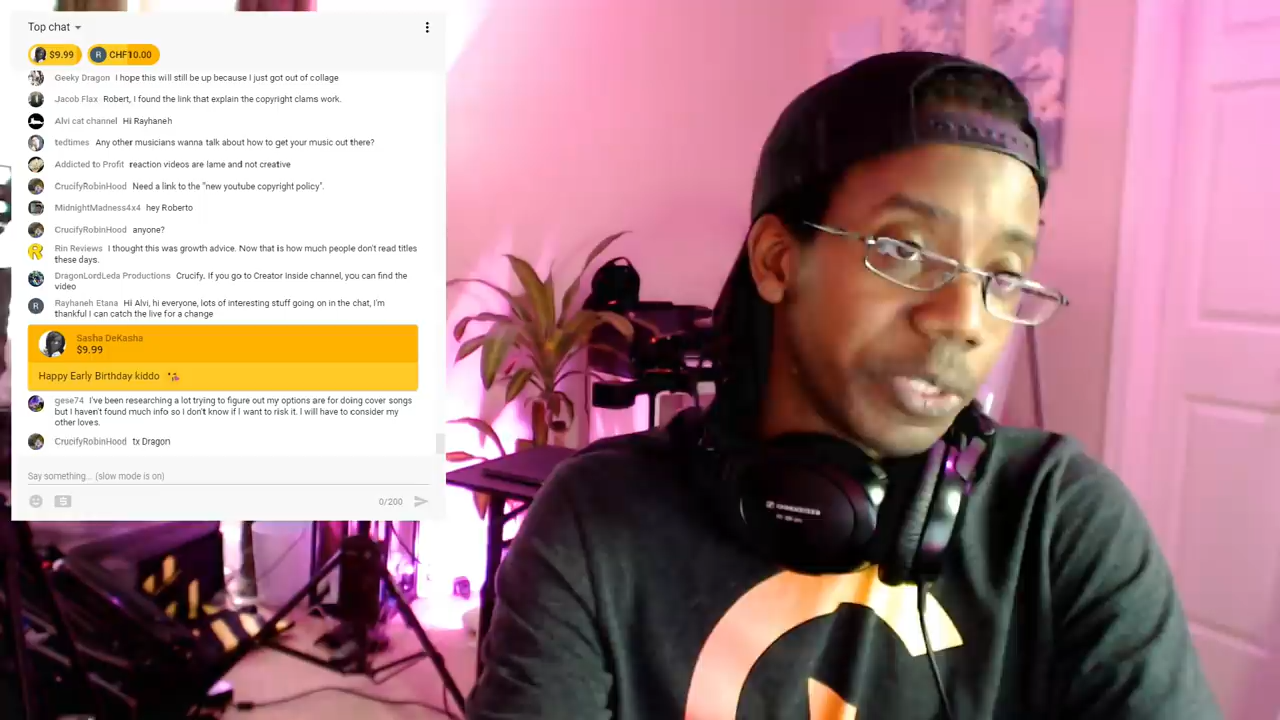 Top chat
$9.99 R CHF10.00
Geeky Dragon I hope this will still be up because I just got out of collage
Jacob Flax Robert, I found the link that explain the copyright clams work.
Alvi cat channel Hi Rayhaneh
tedtimes Any other musicians wanna talk about how to get your music out there?
Addicted to Profit reaction videos are lame and not creative
CrucifyRobinHood Need a link to the "new youtube copyright policy".
MidnightMadness4x4 hey Roberto
CrucifyRobinHood anyone?
Rin Reviews I thought this was growth advice. Now that is how much people don't read titles
these days.
DragonLordLeda Productions Crucify. If you go to Creator Inside channel, you can find the
video
R Rayhaneh Etana Hi Alvi, hi everyone, lots of interesting stuff going on in the chat, I'm
thankful I can catch the live for a change
Sasha DeKasha
$9.99
Happy Early Birthday kiddo
gese74 I've been researching a lot trying to figure out my options are for doing cover songs
but I haven't found much info so I don't know if I want to risk it. I will have to consider my
other loves.
CrucifyRobinHood tx Dragon
Say something... (slow mode is on)
0/200